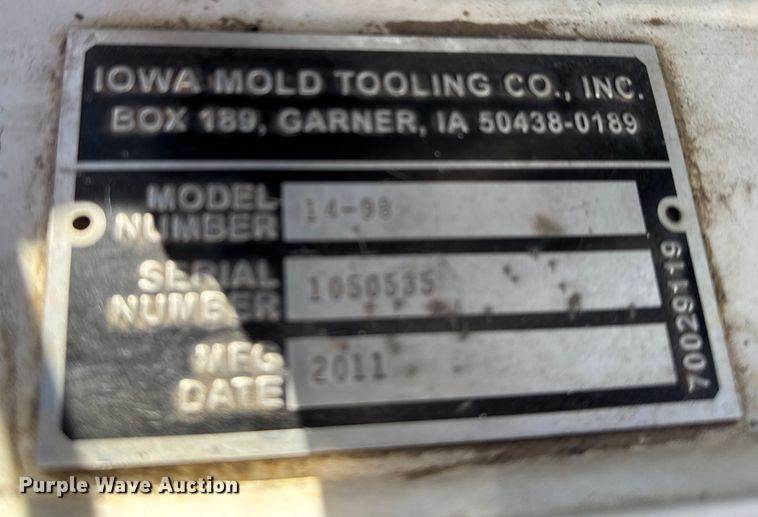 IOWA MOLD TOOLING CO., INC.
BOX 189, GARNER, IA 50438-0189
MODEL NUMBER 14-98
SERIAL NUMBER 1050535
MFG DATE 2011
70029119
Purple Wave Auction